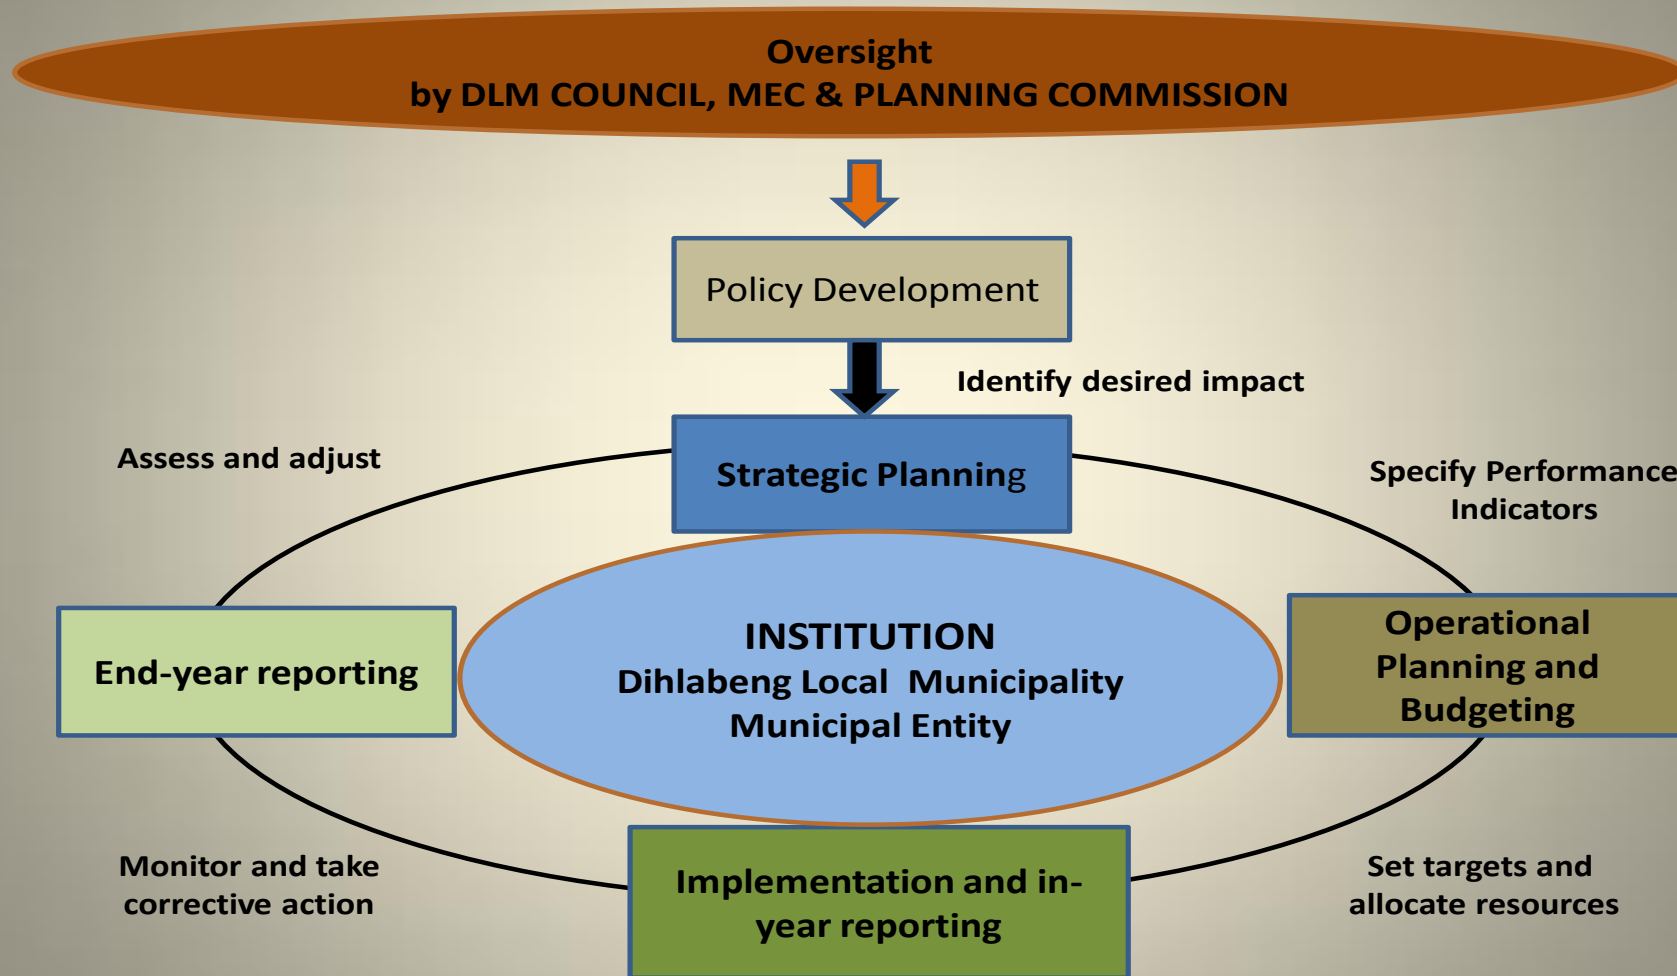 Oversight
by DLM COUNCIL, MEC & PLANNING COMMISSION
Policy Development
Identify desired impact
Assess and adjust
Strategic Planning
Specify Performance
Indicators
End-year reporting
INSTITUTION
Dihlabeng Local Municipality
Municipal Entity
Operational
Planning and
Budgeting
Monitor and take
corrective action
Implementation and in-
year reporting
Set targets and
allocate resources